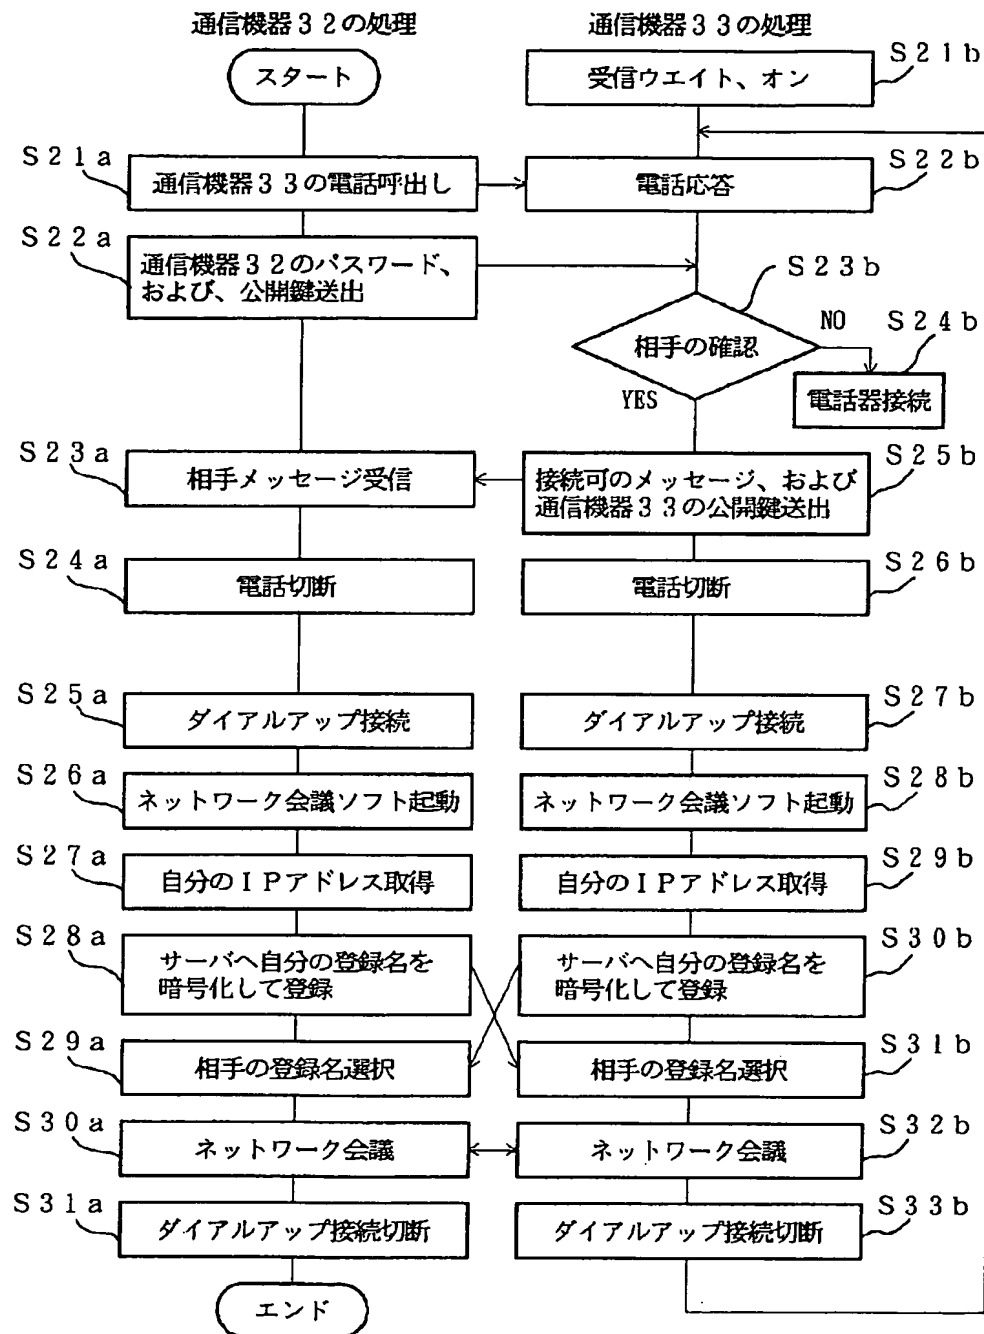 通信機器３２の処理
通信機器３３の処理
スタート
受信ウエイト、オン
Ｓ２１ｂ
Ｓ２１ａ
通信機器３３の電話呼出し
電話応答
Ｓ２２ｂ
Ｓ２２ａ
通信機器３２のパスワード、
および、公開鍵送出
Ｓ２３ｂ
相手の確認
NO
Ｓ２４ｂ
電話器接続
YES
Ｓ２３ａ
相手メッセージ受信
接続可のメッセージ、および
通信機器３３の公開鍵送出
Ｓ２５ｂ
Ｓ２４ａ
電話切断
電話切断
Ｓ２６ｂ
Ｓ２５ａ
ダイアルアップ接続
ダイアルアップ接続
Ｓ２７ｂ
Ｓ２６ａ
ネットワーク会議ソフト起動
ネットワーク会議ソフト起動
Ｓ２８ｂ
Ｓ２７ａ
自分のＩＰアドレス取得
自分のＩＰアドレス取得
Ｓ２９ｂ
Ｓ２８ａ
サーバへ自分の登録名を
暗号化して登録
サーバへ自分の登録名を
暗号化して登録
Ｓ３０ｂ
Ｓ２９ａ
相手の登録名選択
相手の登録名選択
Ｓ３１ｂ
Ｓ３０ａ
ネットワーク会議
ネットワーク会議
Ｓ３２ｂ
Ｓ３１ａ
ダイアルアップ接続切断
ダイアルアップ接続切断
Ｓ３３ｂ
エンド